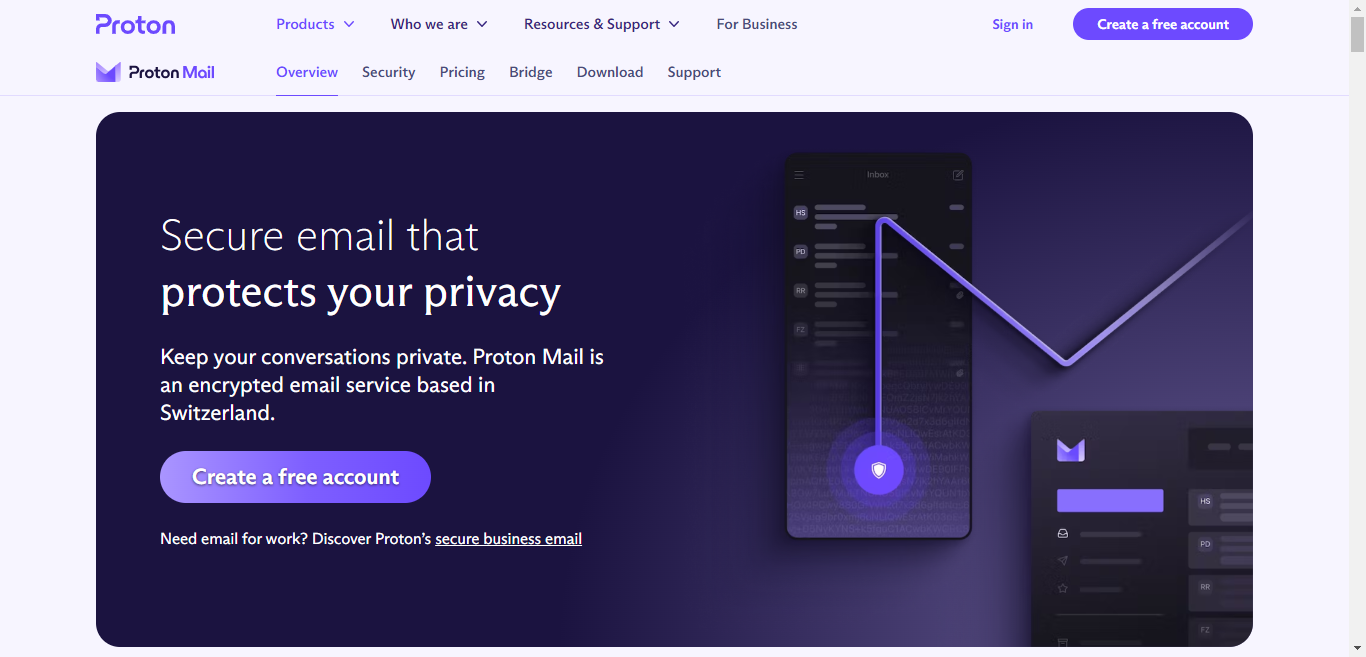 Proton
Products
Who we are
Resources & Support
For Business
Sign in
Create a free account
Proton Mail
Overview
Security
Pricing
Bridge
Download
Support
Secure email that
protects your privacy
Keep your conversations private. Proton Mail is
an encrypted email service based in
Switzerland.
Create a free account
Need email for work? Discover Proton's secure business email
Inbox
HS
PD
RR
FZ
HS
PD
RR
FZ